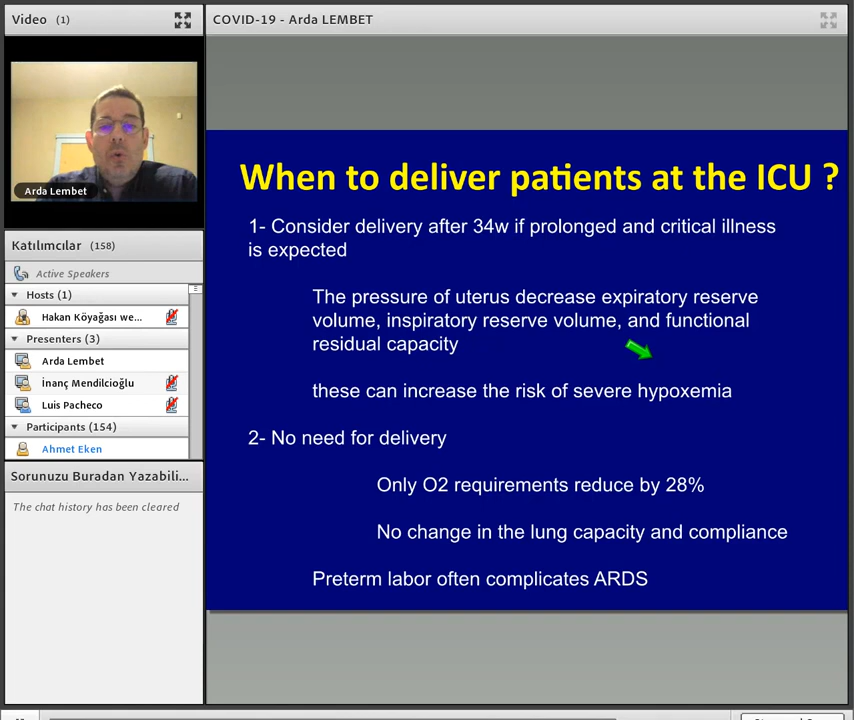 Video (1)
Arda Lembet
Katılımcılar (158)
Active Speakers
Hosts (1)
Hakan Köyağası we...
Presenters (3)
Arda Lembet
İnanç Mendilcioğlu
Luis Pacheco
Participants (154)
Ahmet Eken
Sorunuzu Buradan Yazabili...
The chat history has been cleared
COVID-19 - Arda LEMBET
When to deliver patients at the ICU ?
1- Consider delivery after 34w if prolonged and critical illness
is expected
The pressure of uterus decrease expiratory reserve
volume, inspiratory reserve volume, and functional
residual capacity
these can increase the risk of severe hypoxemia
2- No need for delivery
Only O2 requirements reduce by 28%
No change in the lung capacity and compliance
Preterm labor often complicates ARDS